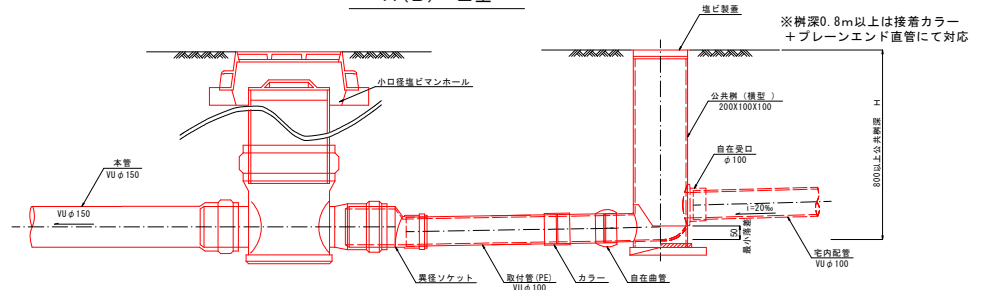 塩ビ製蓋
※桝深0.8m以上は接着カラー
＋プレーンエンド直管にて対応
小口径塩ビマンホール
公共桝（横型 ）
200X100X100
自在受口
φ100
800以上公共桝深 H
本管
VUφ150
VUφ150
i=20‰
50
最小落差
宅内配管
VUφ100
異径ソケット
取付管(PE)
VUφ100
カラー
自在曲管